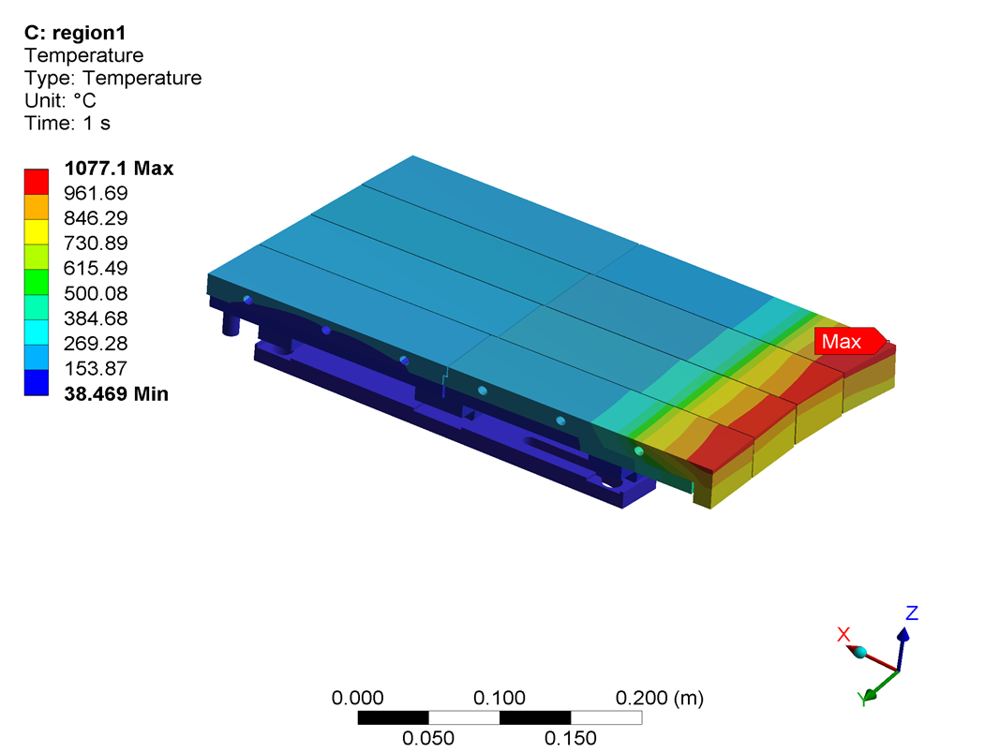 C: region1
Temperature
Type: Temperature
Unit: °C
Time: 1 s
1077.1 Max
961.69
846.29
730.89
615.49
500.08
384.68
269.28
153.87
38.469 Min
Max
Z
X
Y
0.000 0.100 0.200 (m)
0.050 0.150